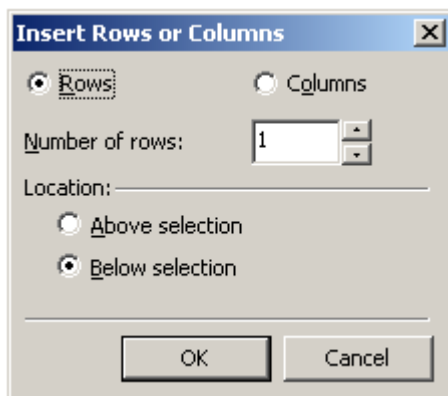 Insert Rows or Columns
Rows Columns
Number of rows: 1
Location:
Above selection
Below selection
OK Cancel